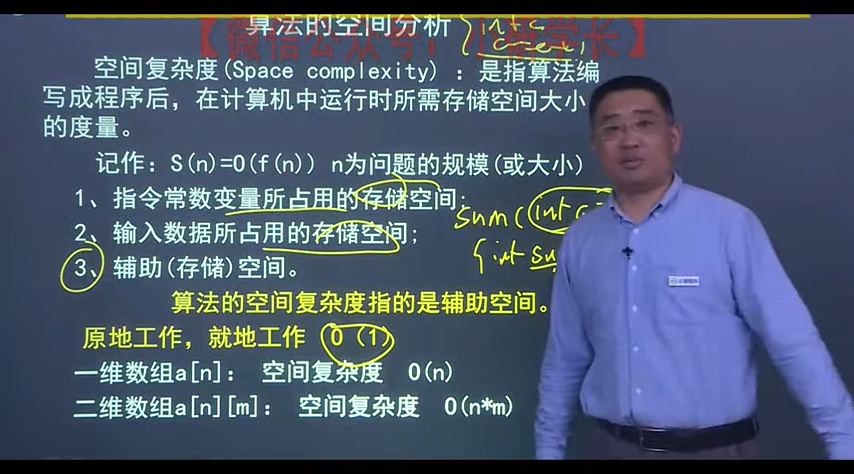 算法的空间分析
【微信公众号：
学长】
空间复杂度(Space complexity) ：是指算法编
写成程序后，在计算机中运行时所需存储空间大小
的度量。
记作：S(n)=O(f(n)) n为问题的规模(或大小)
1、指令常数变量所占用的存储空间;
2、输入数据所占用的存储空间;
3、辅助(存储)空间。
算法的空间复杂度指的是辅助空间。
原地工作，就地工作 O（1）
一维数组a[n]： 空间复杂度 O(n)
二维数组a[n][m]： 空间复杂度 O(n*m)
sum(int
{int su